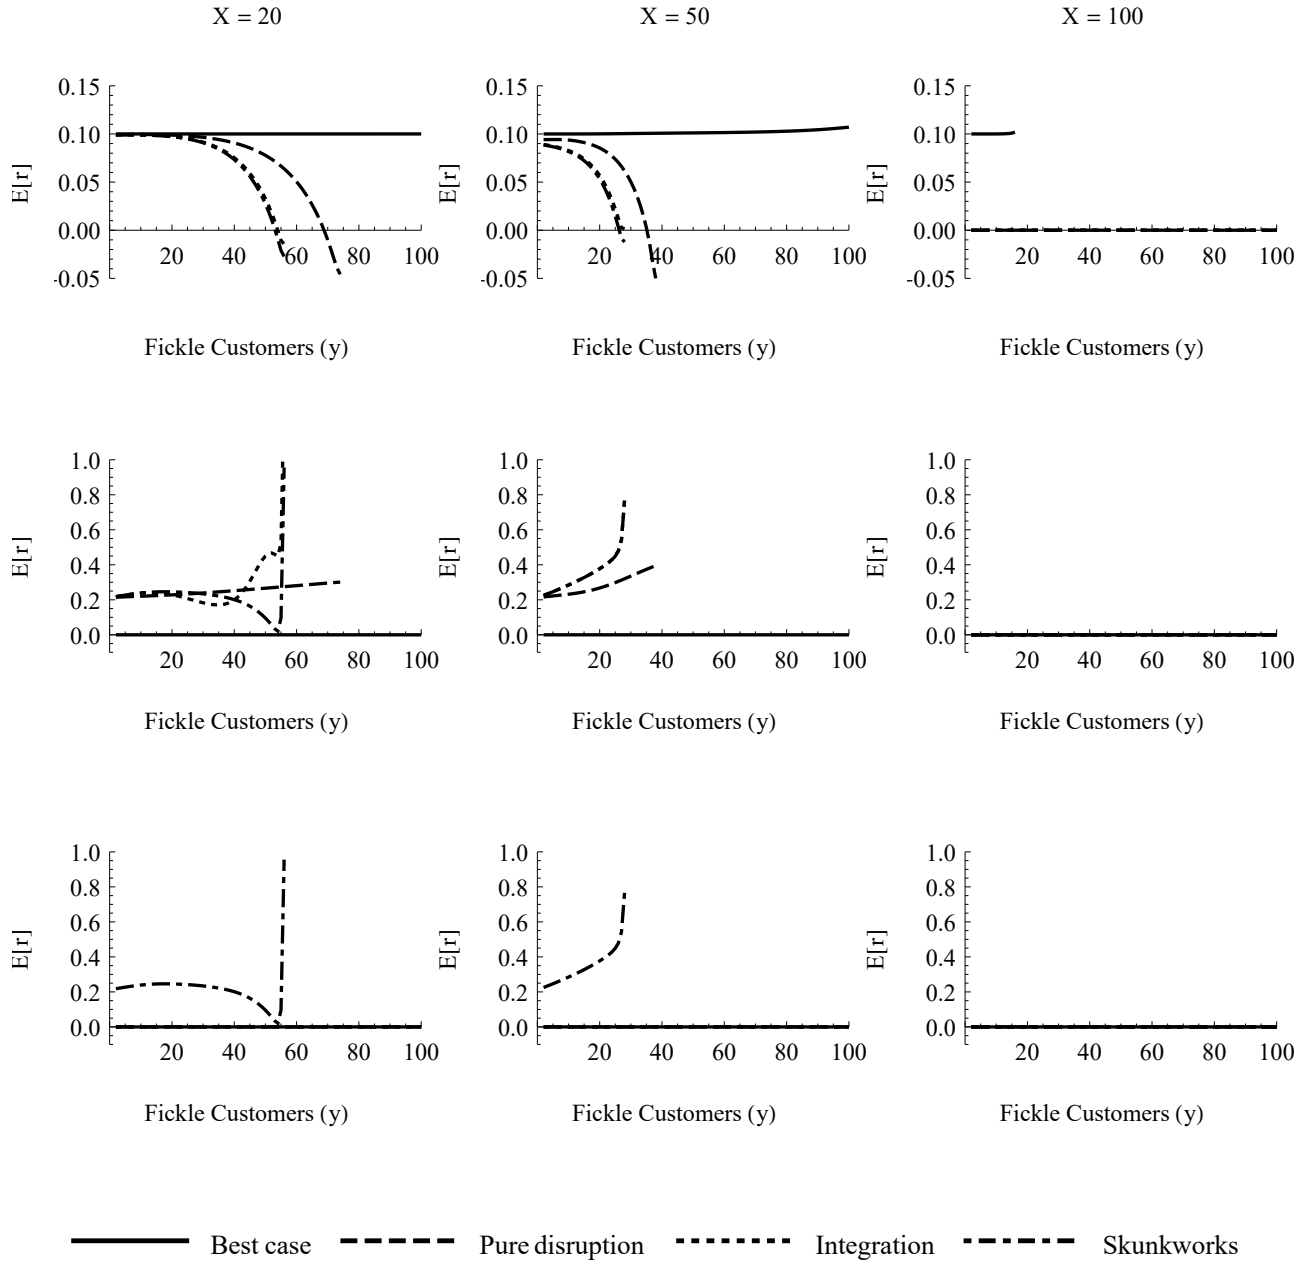 X = 20 X = 50 X = 100
0.15 0.15 0.15
0.10 0.10 0.10
0.05 0.05 0.05
0.00 0.00 0.00
-0.05 -0.05 -0.05
E[r] E[r] E[r]
20 40 60 80 100 20 40 60 80 100 20 40 60 80 100
Fickle Customers (y) Fickle Customers (y) Fickle Customers (y)
1.0 1.0 1.0
0.8 0.8 0.8
0.6 0.6 0.6
0.4 0.4 0.4
0.2 0.2 0.2
0.0 0.0 0.0
E[r] E[r] E[r]
20 40 60 80 100 20 40 60 80 100 20 40 60 80 100
Fickle Customers (y) Fickle Customers (y) Fickle Customers (y)
1.0 1.0 1.0
0.8 0.8 0.8
0.6 0.6 0.6
0.4 0.4 0.4
0.2 0.2 0.2
0.0 0.0 0.0
E[r] E[r] E[r]
20 40 60 80 100 20 40 60 80 100 20 40 60 80 100
Fickle Customers (y) Fickle Customers (y) Fickle Customers (y)
Best case Pure disruption Integration Skunkworks